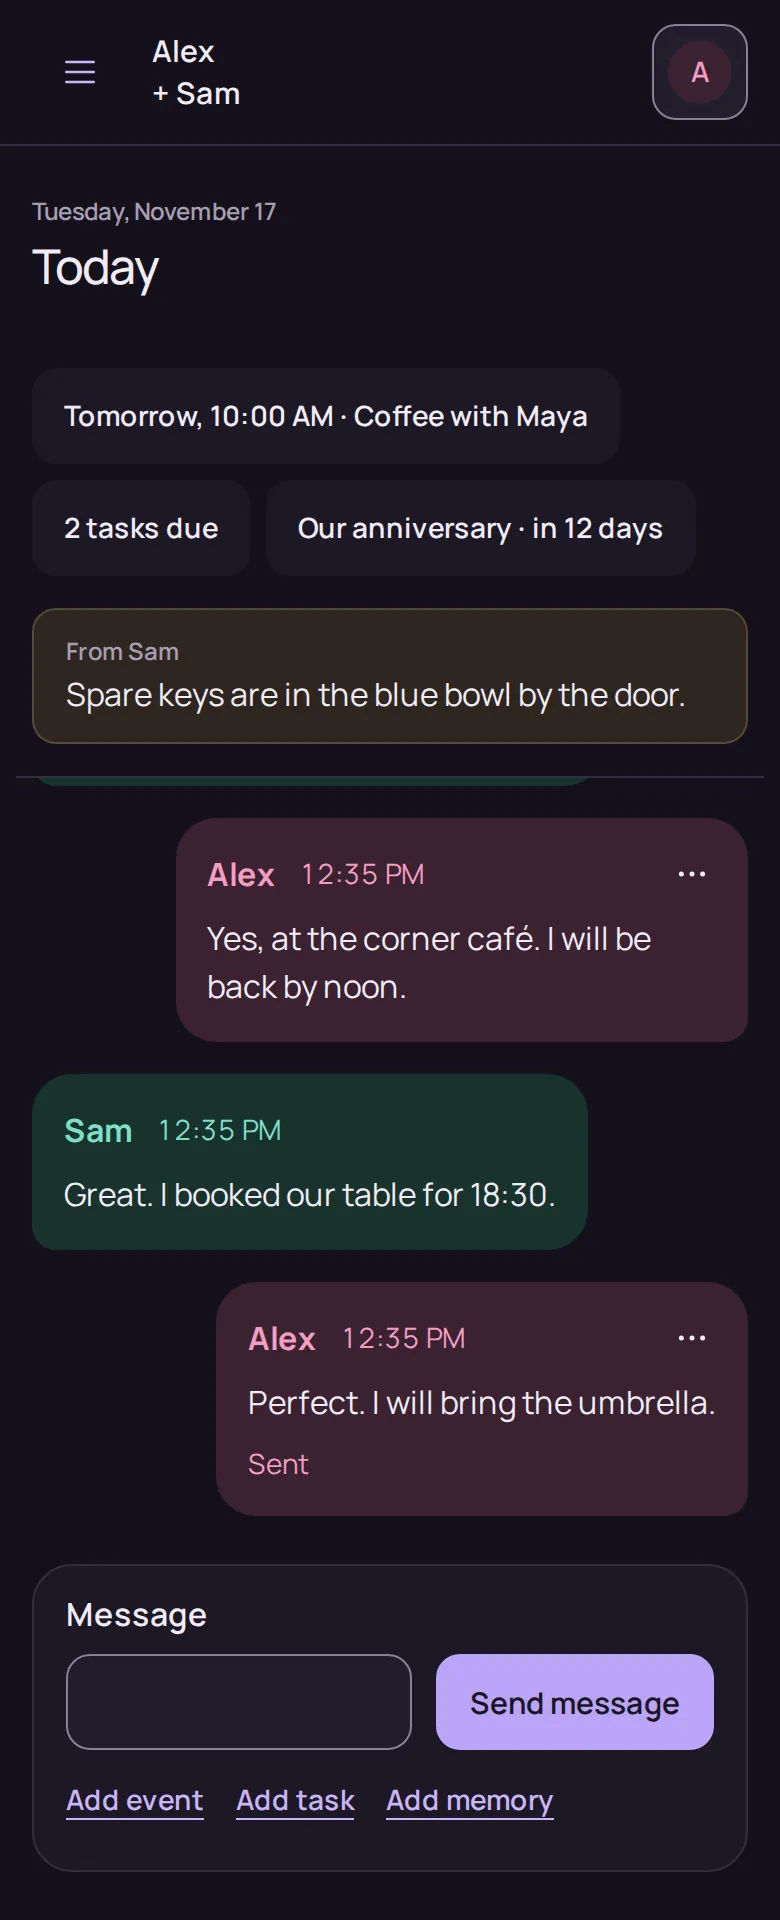 Alex
+ Sam
A
Tuesday, November 17
Today
Tomorrow, 10:00 AM · Coffee with Maya
2 tasks due
Our anniversary · in 12 days
From Sam
Spare keys are in the blue bowl by the door.
Alex 12:35 PM
Yes, at the corner café. I will be
back by noon.
Sam 12:35 PM
Great. I booked our table for 18:30.
Alex 12:35 PM
Perfect. I will bring the umbrella.
Sent
Message
Send message
Add event Add task Add memory